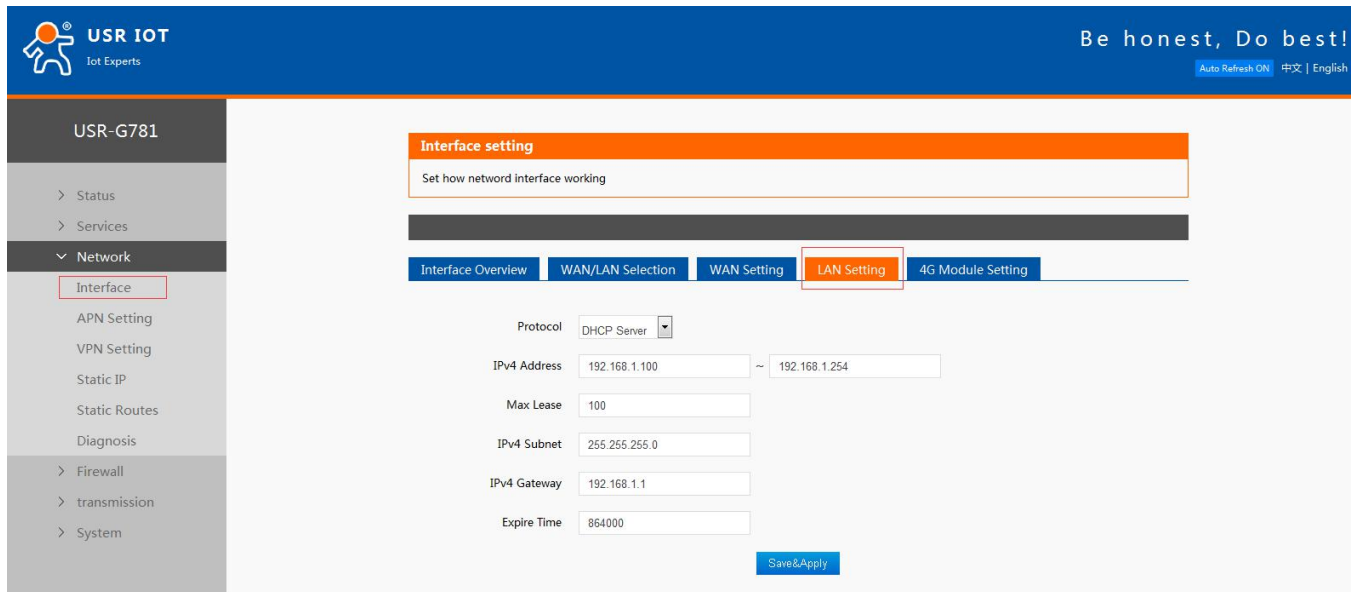 USR IOT
Iot Experts
®
Be honest, Do best!
Auto Refresh ON 中文 | English
USR-G781
Status
Services
Network
Interface
APN Setting
VPN Setting
Static IP
Static Routes
Diagnosis
Firewall
transmission
System
Interface setting
Set how netword interface working
Interface Overview WAN/LAN Selection WAN Setting LAN Setting 4G Module Setting
Protocol DHCP Server
IPv4 Address 192.168.1.100 ~ 192.168.1.254
Max Lease 100
IPv4 Subnet 255.255.255.0
IPv4 Gateway 192.168.1.1
Expire Time 864000
Save&Apply